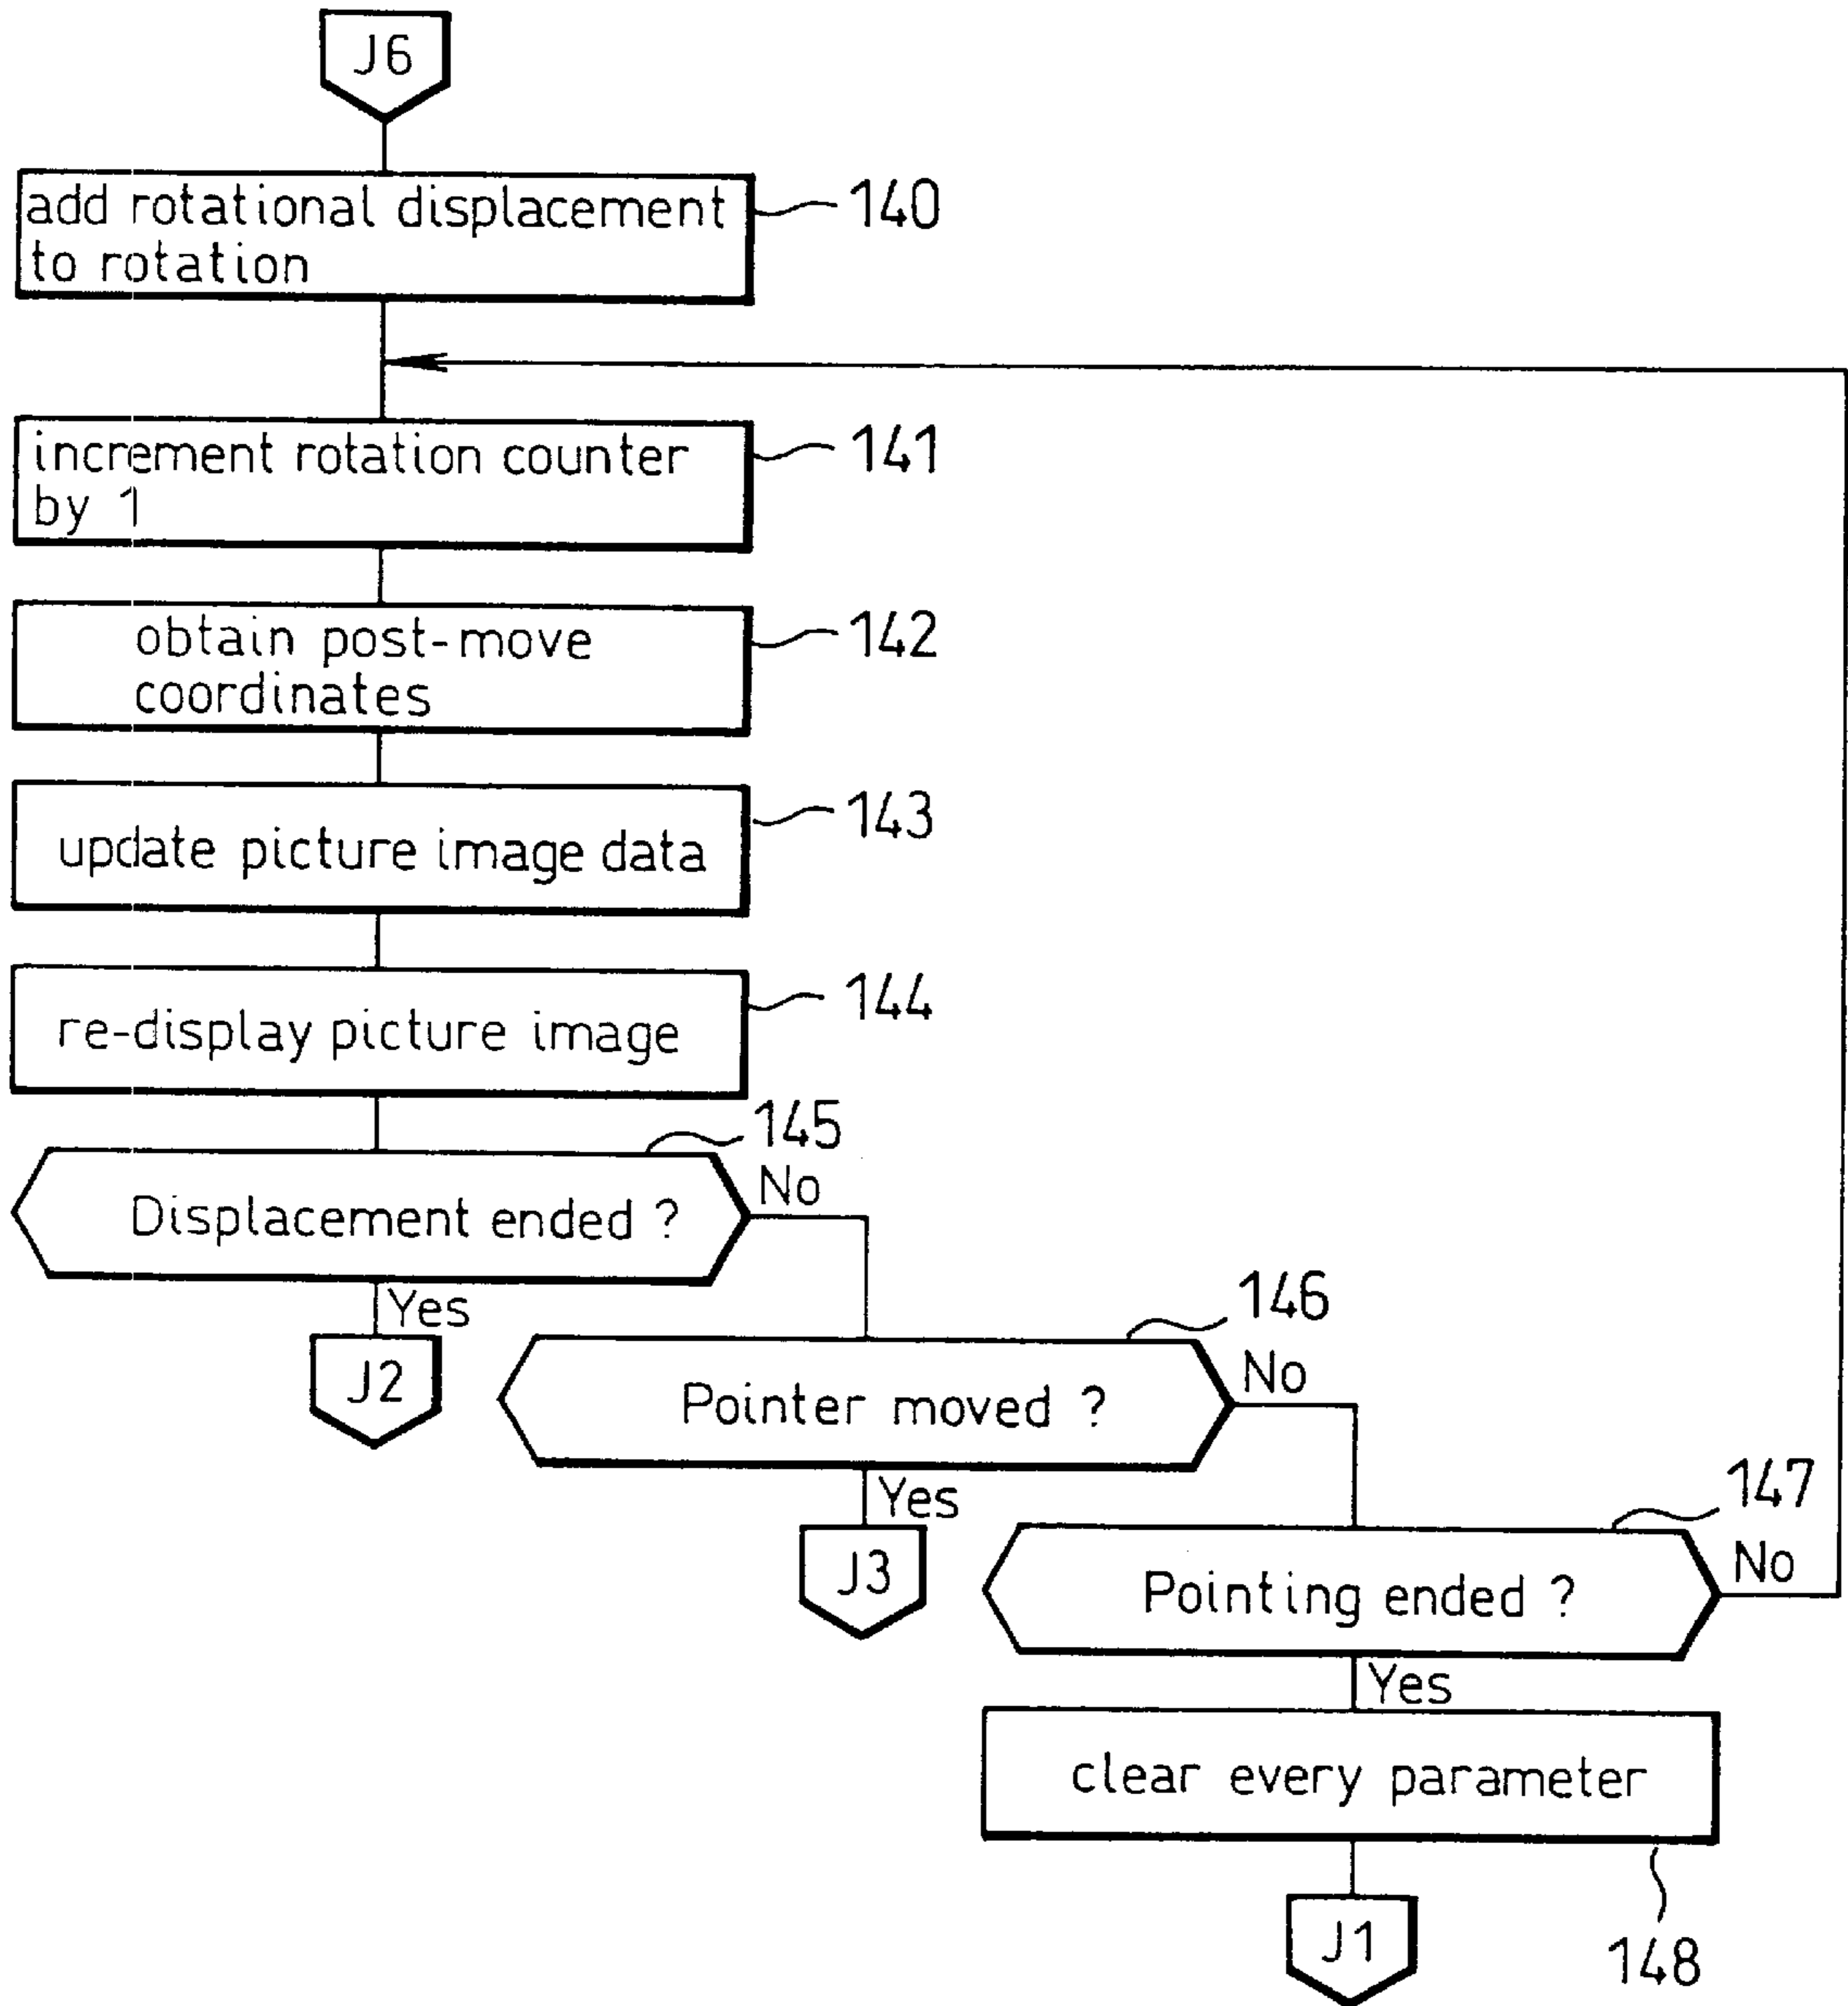 J6
add rotational displacement
to rotation
140
increment rotation counter
by 1
141
obtain post-move
coordinates
142
update picture image data
143
re-display picture image
144
145
Displacement ended ?
No
Yes
J2
146
Pointer moved ?
No
Yes
J3
147
Pointing ended ?
No
Yes
clear every parameter
148
J1